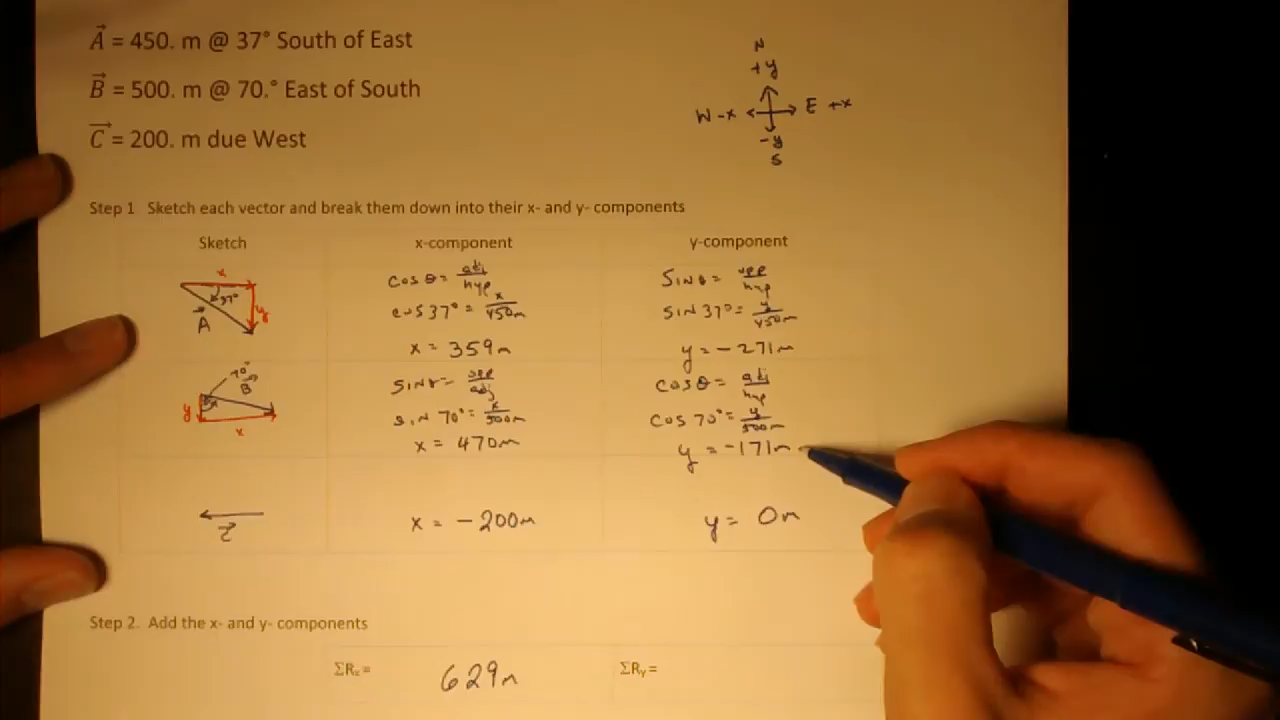 A⃗ = 450. m @ 37° South of East
B⃗ = 500. m @ 70.° East of South
C⃗ = 200. m due West
N
+y
W -x E +x
-y
S
Step 1 Sketch each vector and break them down into their x- and y- components
Sketch x-component y-component
x 37° y A⃗
cos θ = adj/hyp
cos 37° = x/450m
x = 359m
sin θ = opp/hyp
sin 37° = y/450m
y = -271m
70° B⃗ y x
sin θ = opp/adj
sin 70° = x/500m
x = 470m
cos θ = adj/hyp
cos 70° = y/500m
y = -171m
C⃗ x = -200m y = 0m
Step 2. Add the x- and y- components
ΣRx = 629m ΣRy =